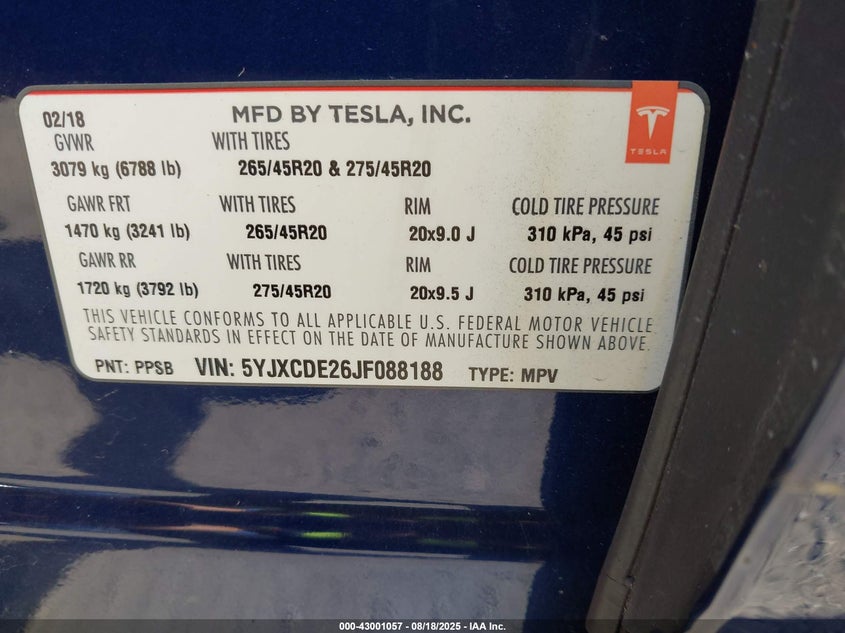 02/18 MFD BY TESLA, INC.
TESLA
GVWR WITH TIRES
3079 kg (6788 lb) 265/45R20 & 275/45R20
GAWR FRT WITH TIRES RIM COLD TIRE PRESSURE
1470 kg (3241 lb) 265/45R20 20x9.0 J 310 kPa, 45 psi
GAWR RR WITH TIRES RIM COLD TIRE PRESSURE
1720 kg (3792 lb) 275/45R20 20x9.5 J 310 kPa, 45 psi
THIS VEHICLE CONFORMS TO ALL APPLICABLE U.S. FEDERAL MOTOR VEHICLE
SAFETY STANDARDS IN EFFECT ON THE DATE OF MANUFACTURE SHOWN ABOVE.
PNT: PPSB VIN: 5YJXCDE26JF088188 TYPE: MPV
000-43001057 - 08/18/2025 - IAA Inc.